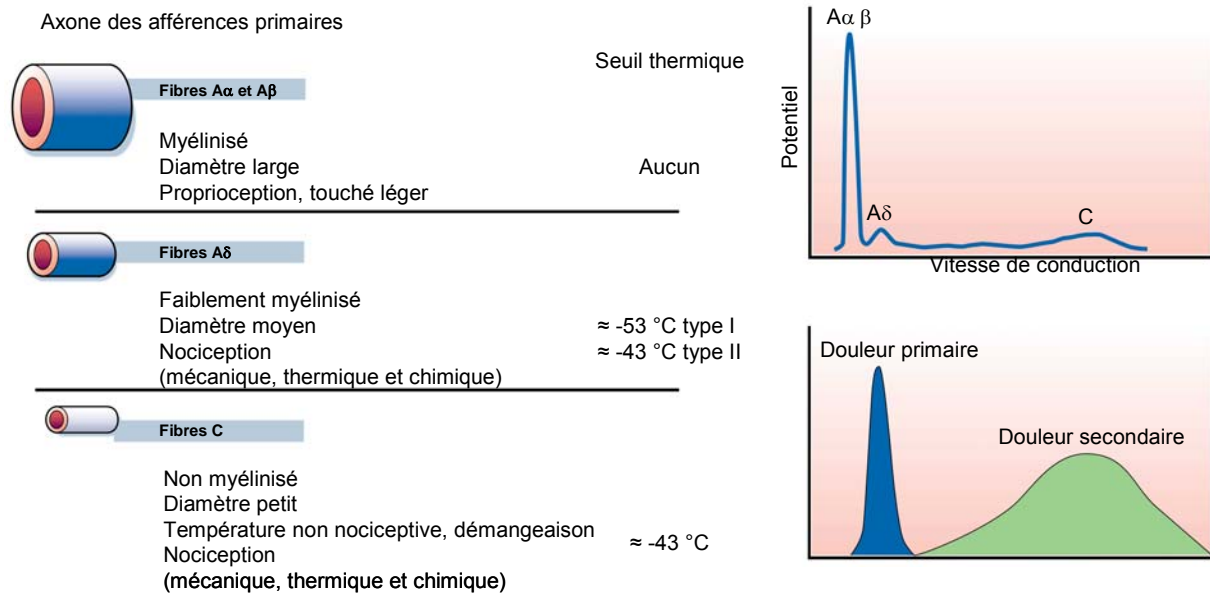 Axone des afférences primaires
Seuil thermique
Fibres Aα et Aβ
Myélinisé
Diamètre large
Aucun
Proprioception, touché léger
Fibres Aδ
Faiblement myélinisé
Diamètre moyen
≈ -53 °C type I
Nociception
≈ -43 °C type II
(mécanique, thermique et chimique)
Fibres C
Non myélinisé
Diamètre petit
Température non nociceptive, démangeaison
Nociception
≈ -43 °C
(mécanique, thermique et chimique)
Aα β
Potentiel
Aδ
C
Vitesse de conduction
Douleur primaire
Douleur secondaire